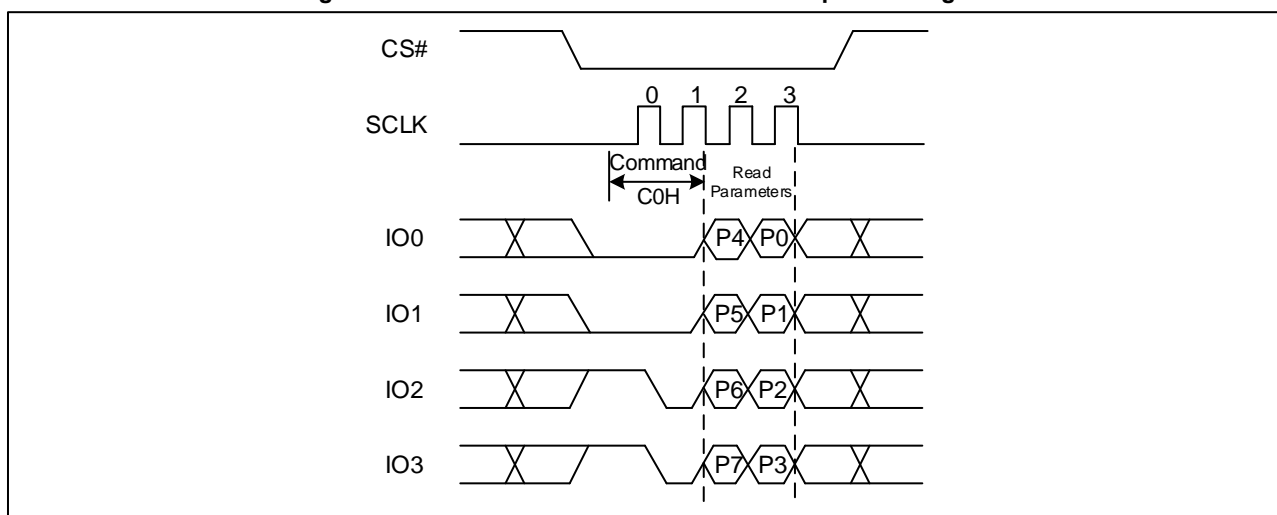 CS#
0 1 2 3
SCLK
Command
C0H
Read
Parameters
IO0
P4 P0
IO1
P5 P1
IO2
P6 P2
IO3
P7 P3